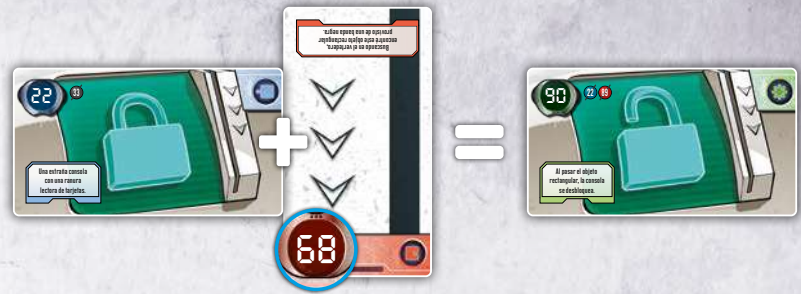 22
33
Una extraña consola
con una ranura
lectora de tarjetas.
+
Buscando en el vertedero,
encontré este objeto rectangular
provisto de una banda negra.
68
=
90
22
89
Al pasar el objeto
rectangular, la consola
se desbloquea.